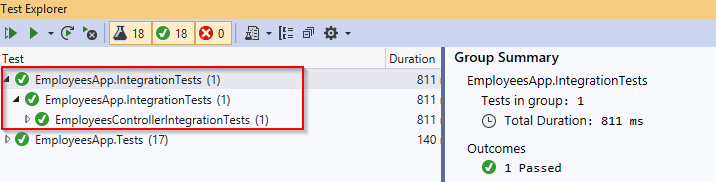 Test Explorer
18 18 0
Test Duration
EmployeesApp.IntegrationTests (1) 811 m
EmployeesApp.IntegrationTests (1) 811 m
EmployeesControllerIntegrationTests (1) 811 m
EmployeesApp.Tests (17) 140 m
Group Summary
EmployeesApp.IntegrationTests
Tests in group: 1
Total Duration: 811 ms
Outcomes
1 Passed